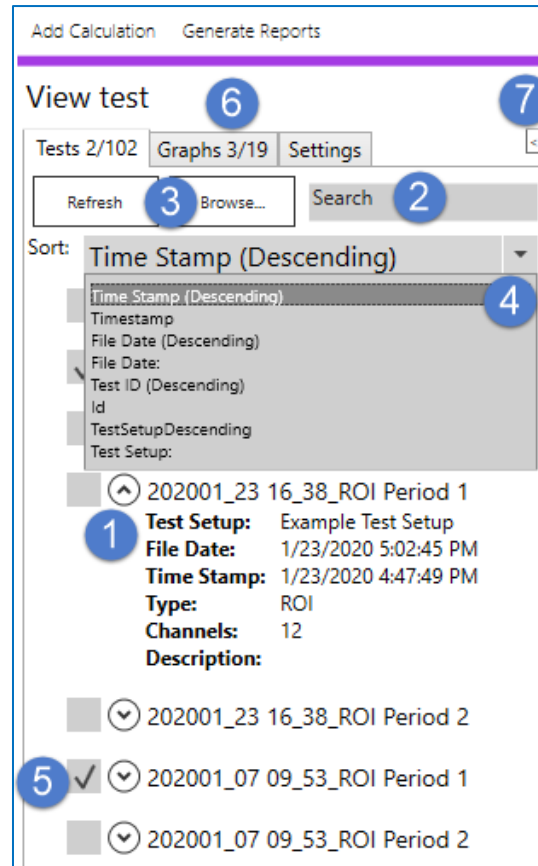 Add Calculation Generate Reports
View test
6
7
Tests 2/102 Graphs 3/19 Settings
<
Refresh 3 Browse... Search 2
Sort: Time Stamp (Descending)
Time Stamp (Descending) 4
Timestamp
File Date (Descending)
File Date:
Test ID (Descending)
Id
TestSetupDescending
Test Setup:
202001_23 16_38_ROI Period 1
1 Test Setup: Example Test Setup
File Date: 1/23/2020 5:02:45 PM
Time Stamp: 1/23/2020 4:47:49 PM
Type: ROI
Channels: 12
Description:
202001_23 16_38_ROI Period 2
5 202001_07 09_53_ROI Period 1
202001_07 09_53_ROI Period 2